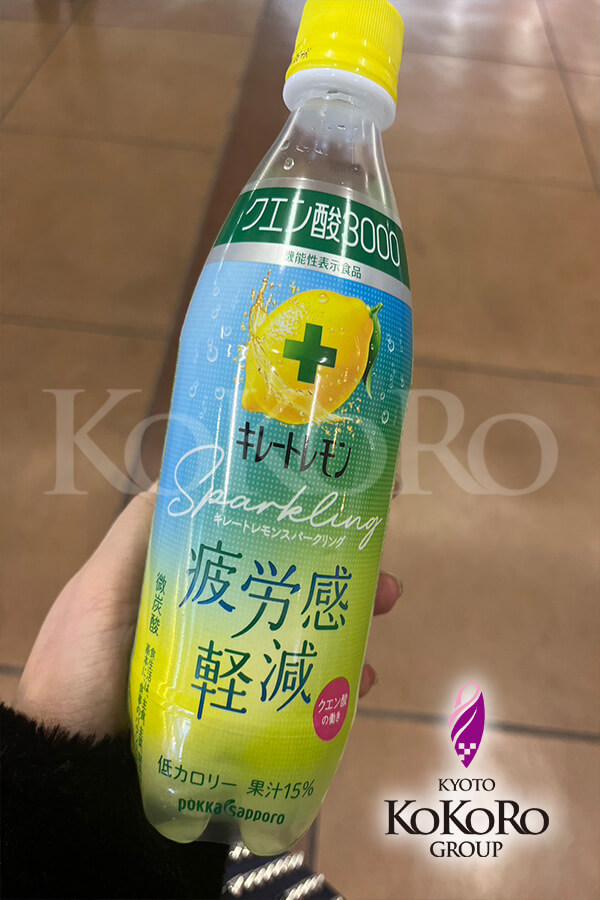 クエン酸3000
機能性表示食品
キレートレモン
Sparkling
キレートレモンスパークリング
疲労感
軽減
クエン酸
の働き
微炭酸
低カロリー 果汁15%
pokka sapporo
KoKoRo
KYOTO
KoKoRo
GROUP